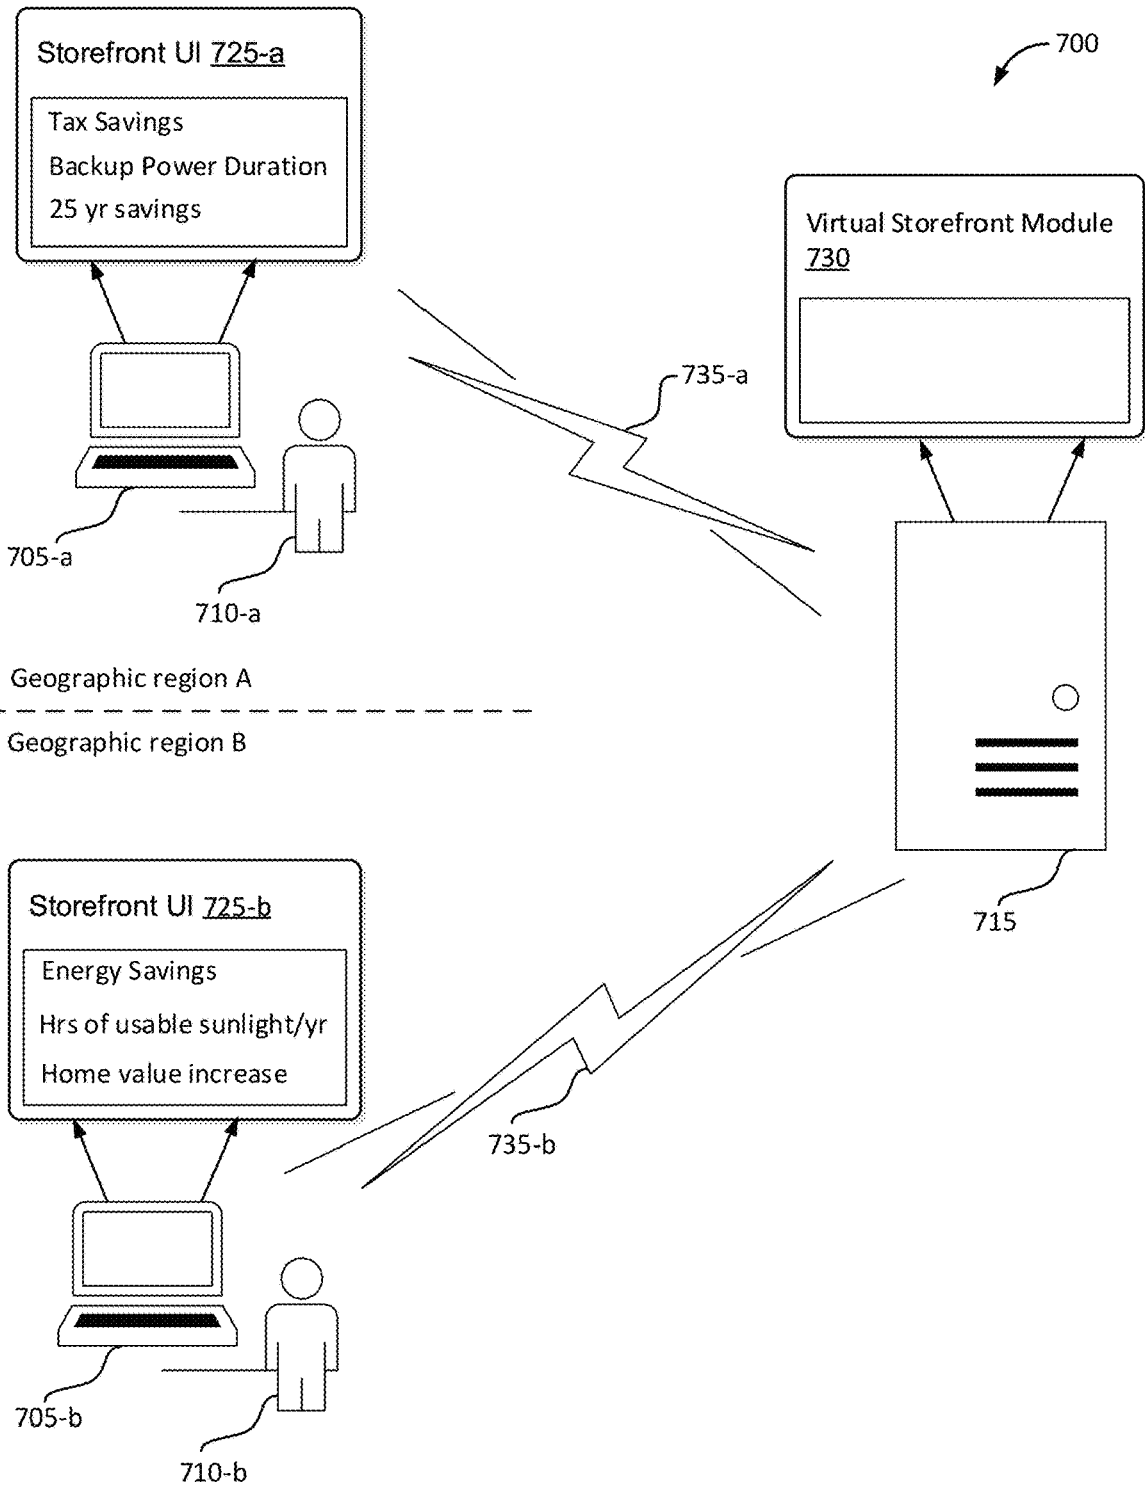 Storefront UI 725-a
Tax Savings
Backup Power Duration
25 yr savings
700
Virtual Storefront Module
730
735-a
705-a
710-a
Geographic region A
Geographic region B
715
Storefront UI 725-b
Energy Savings
Hrs of usable sunlight/yr
Home value increase
735-b
705-b
710-b